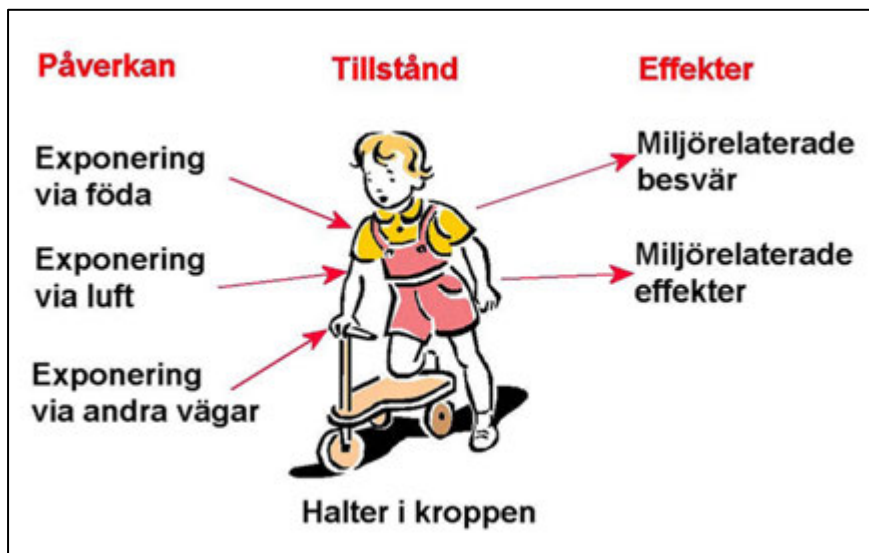 Påverkan
Tillstånd
Effekter
Exponering
via föda
Exponering
via luft
Exponering
via andra vägar
Miljörelaterade
besvär
Miljörelaterade
effekter
Halter i kroppen